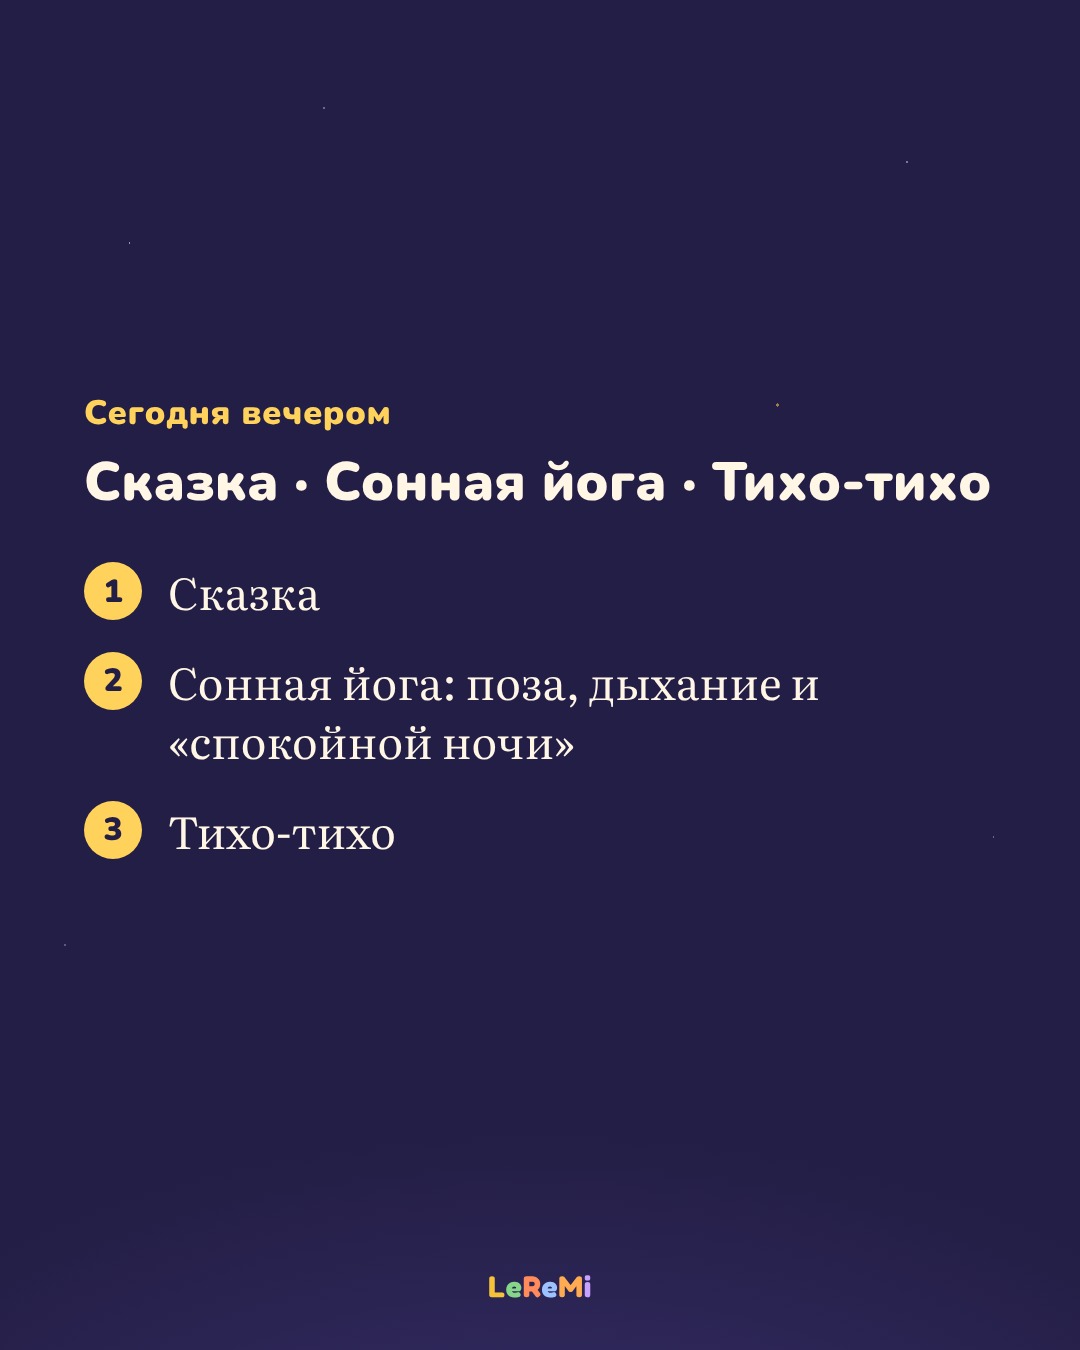 Сегодня вечером
Сказка · Сонная йога · Тихо-тихо
1 Сказка
2 Сонная йога: поза, дыхание и
«спокойной ночи»
3 Тихо-тихо
LeReMi